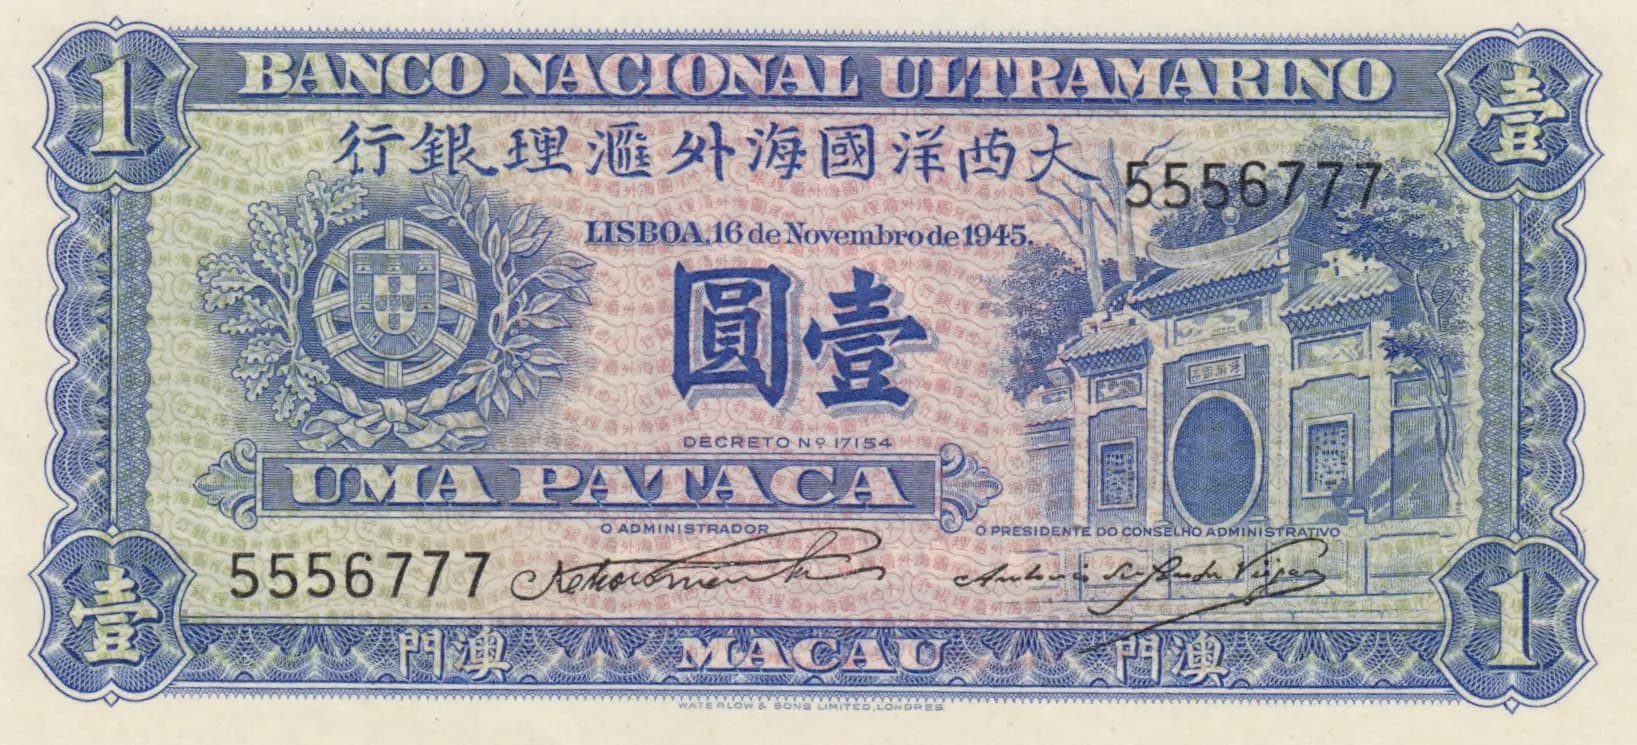 1
BANCO NACIONAL ULTRAMARINO
壹
大西洋國海外滙理銀行
5556777
LISBOA, 16 de Novembro de 1945.
壹圓
DECRETO Nº 17154
UMA PATACA
O ADMINISTRADOR
O PRESIDENTE DO CONSELHO ADMINISTRATIVO
5556777
壹
澳門
MACAU
澳門
1
WATERLOW & SONS LIMITED, LONDRES